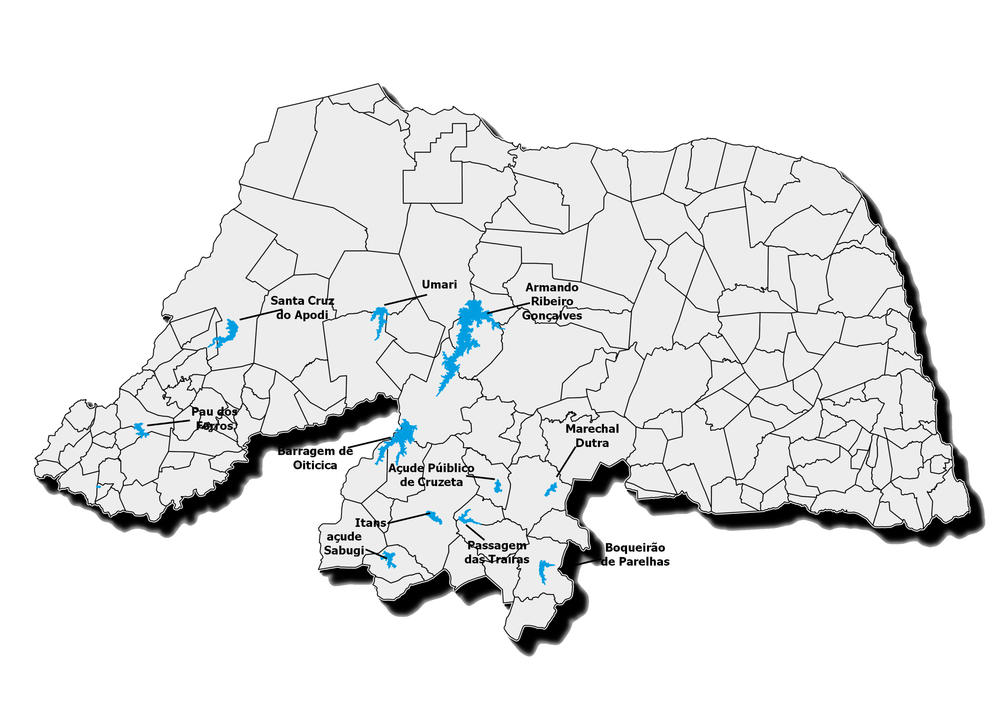 Umari
Armando
Ribeiro
Gonçalves
Santa Cruz
do Apodi
Pau dos
Ferros
Marechal
Dutra
Barragem de
Oiticica
Açude Púiblico
de Cruzeta
Itans
açude
Sabugi
Passagem
das Traíras
Boqueirão
de Parelhas